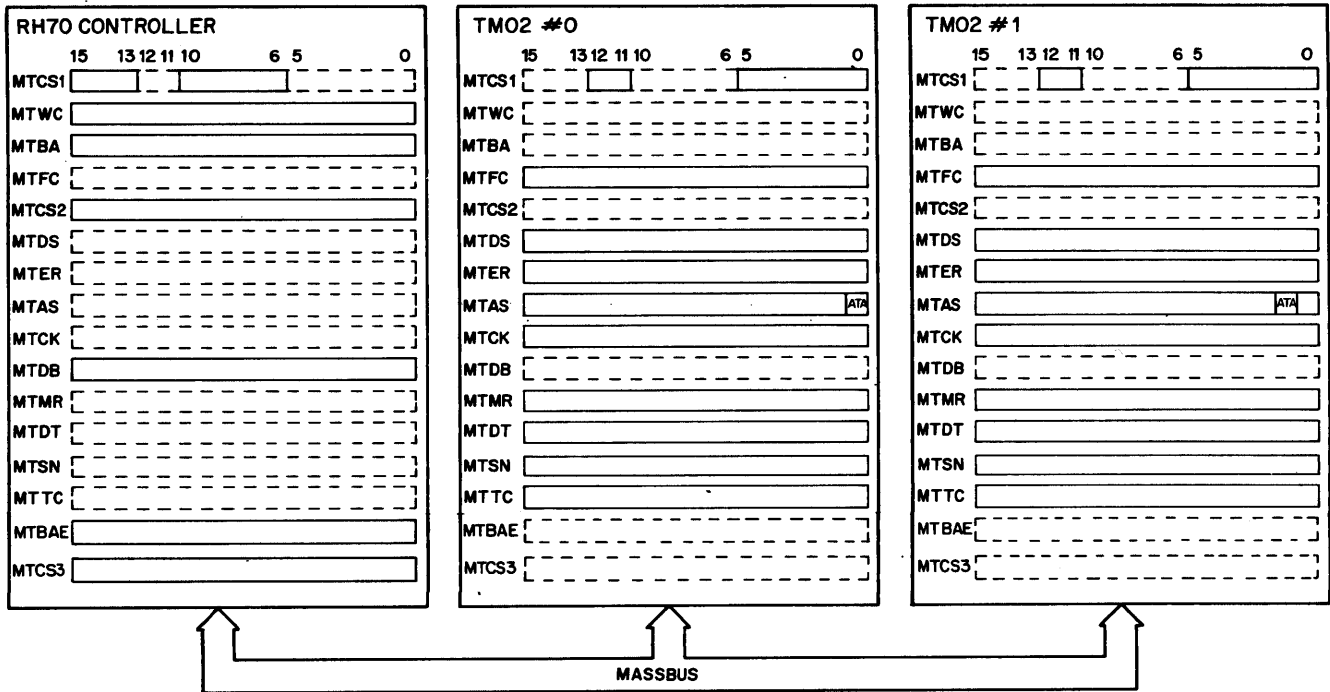 RH70 CONTROLLER
15 13 12 11 10 6 5 0
MTCS1
MTWC
MTBA
MTFC
MTCS2
MTDS
MTER
MTAS
MTCK
MTDB
MTMR
MTDT
MTSN
MTTC
MTBAE
MTCS3
TM02 #0
15 13 12 11 10 6 5 0
MTCS1
MTWC
MTBA
MTFC
MTCS2
MTDS
MTER
MTAS ATA
MTCK
MTDB
MTMR
MTDT
MTSN
MTTC
MTBAE
MTCS3
TM02 #1
15 13 12 11 10 6 5 0
MTCS1
MTWC
MTBA
MTFC
MTCS2
MTDS
MTER
MTAS ATA
MTCK
MTDB
MTMR
MTDT
MTSN
MTTC
MTBAE
MTCS3
MASSBUS